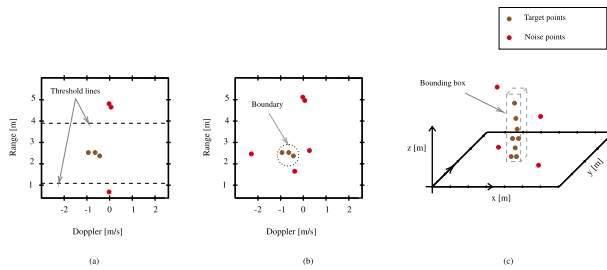 Target points
Noise points
Threshold lines
Boundary
Bounding box
5
4
3
2
1
Range [m]
-2
-1
0
1
2
Doppler [m/s]
(a)
5
4
3
2
1
Range [m]
-2
-1
0
1
2
Doppler [m/s]
(b)
z [m]
x [m]
y [m]
(c)